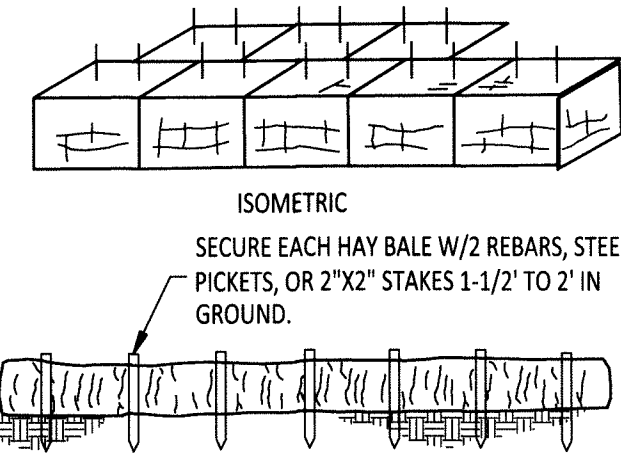 ISOMETRIC
SECURE EACH HAY BALE W/2 REBARS, STEE
PICKETS, OR 2"X2" STAKES 1-1/2' TO 2' IN
GROUND.